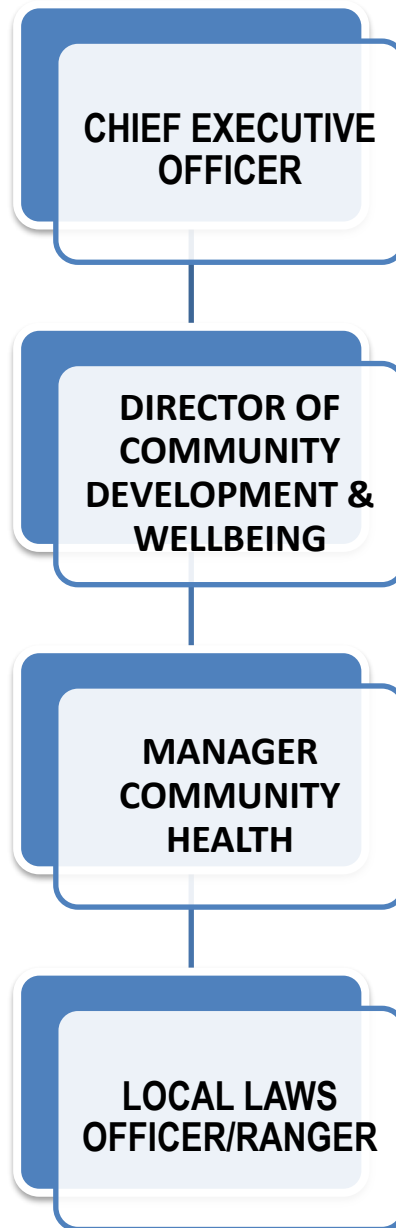 CHIEF EXECUTIVE
OFFICER
DIRECTOR OF
COMMUNITY
DEVELOPMENT &
WELLBEING
MANAGER
COMMUNITY
HEALTH
LOCAL LAWS
OFFICER/RANGER